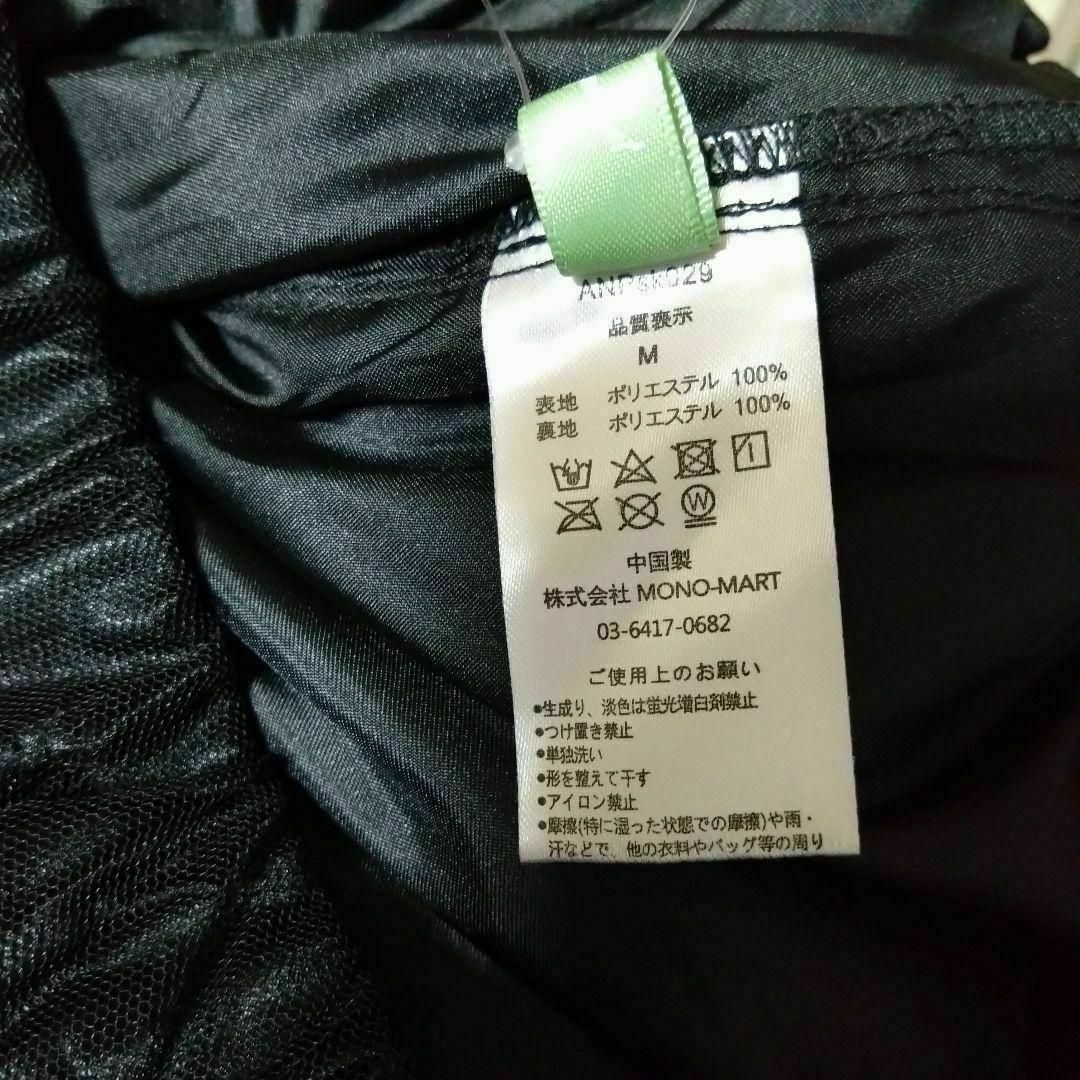 ANPsk029
品質表示
M
表地 ポリエステル 100%
裏地 ポリエステル 100%
W
中国製
株式会社 MONO-MART
03-6417-0682
ご使用上のお願い
●生成り、淡色は蛍光増白剤禁止
●つけ置き禁止
●単独洗い
●形を整えて干す
●アイロン禁止
●摩擦(特に湿った状態での摩擦)や雨・
汗などで、他の衣料やバッグ等の周り